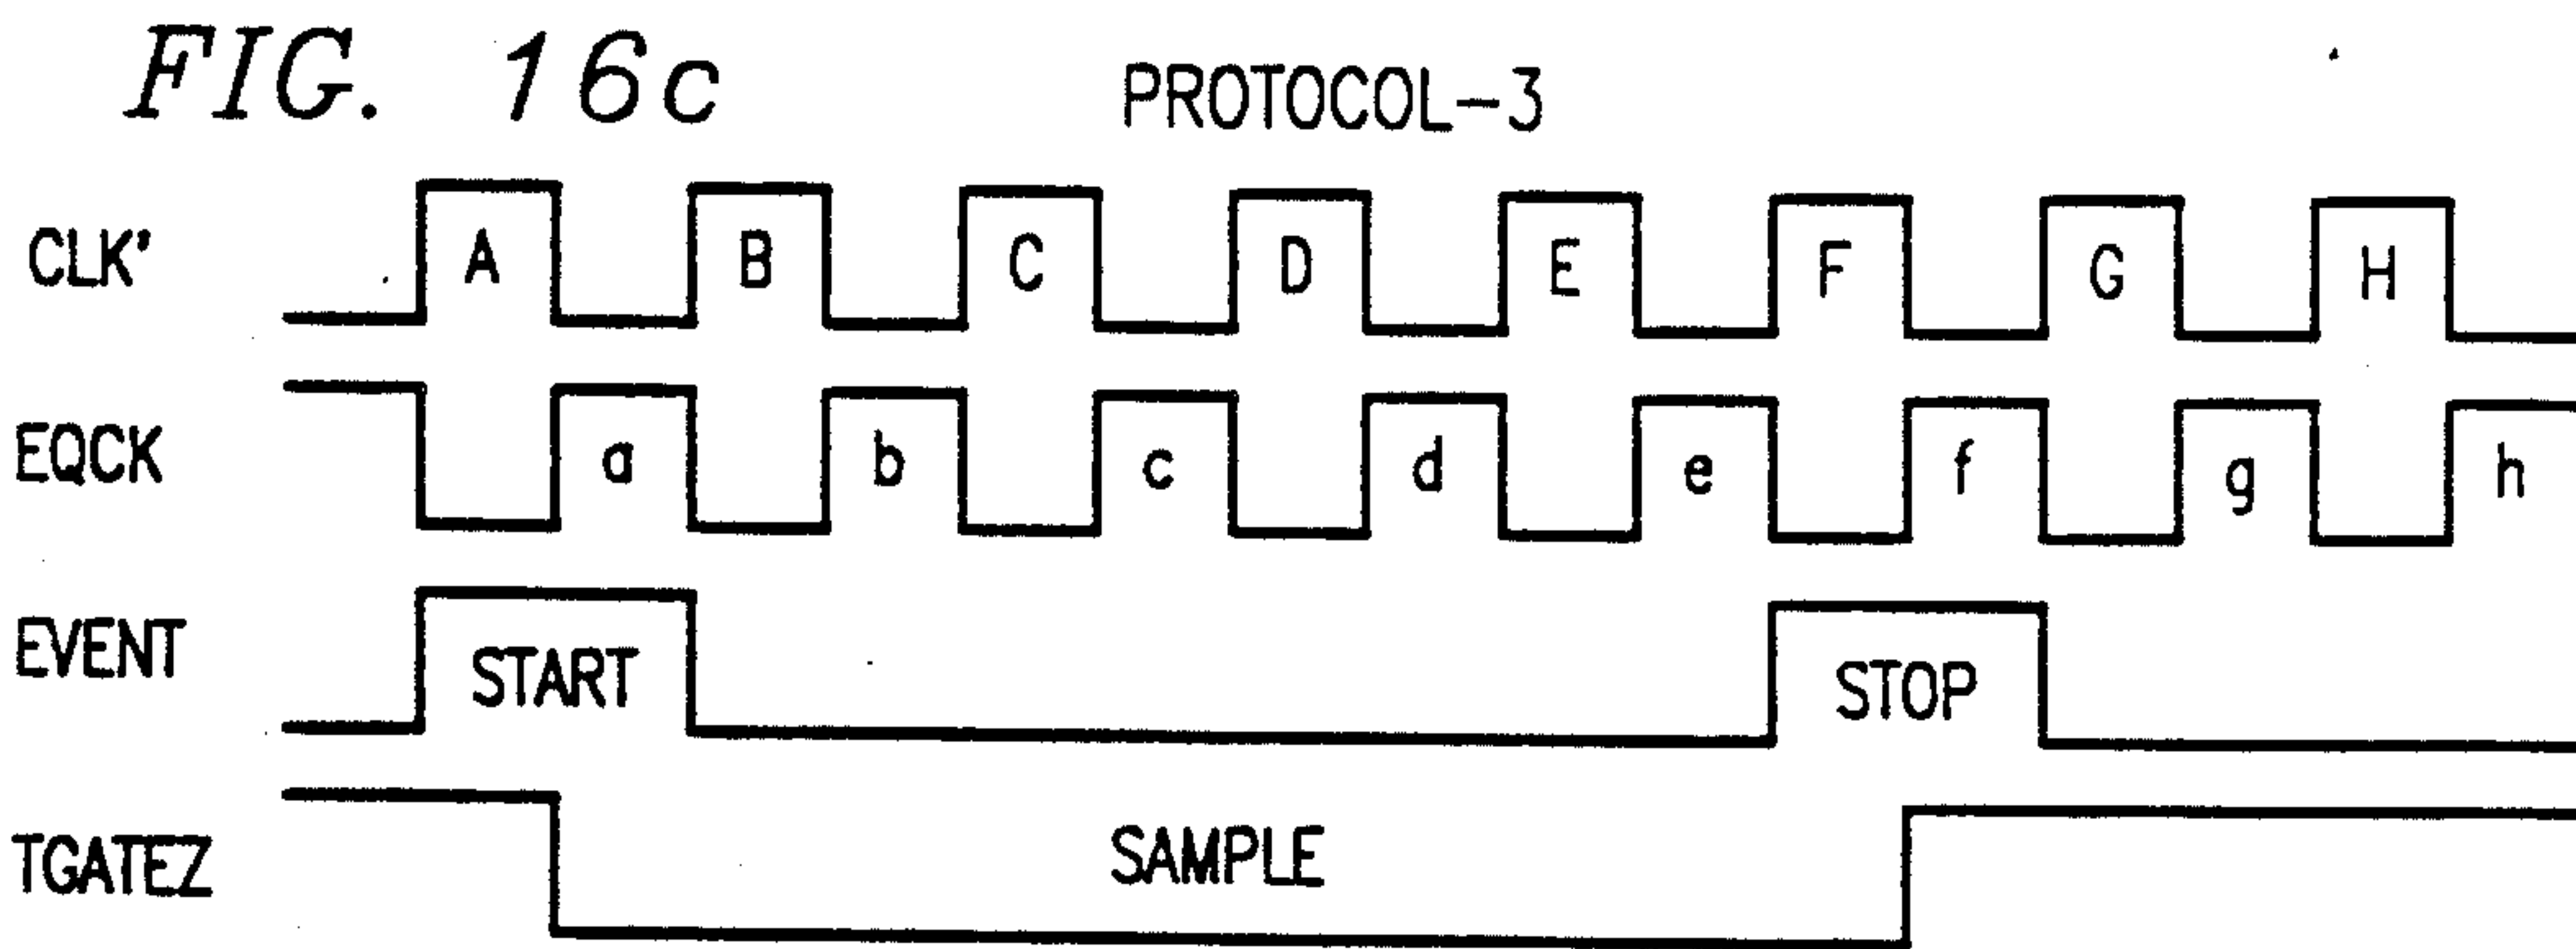 FIG. 16c
PROTOCOL-3
CLK' A B C D E F G H
EQCK a b c d e f g h
EVENT START STOP
TGATEZ SAMPLE